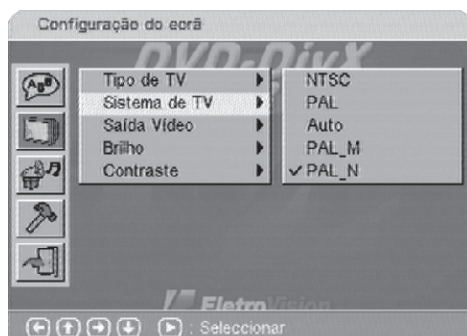 Configuração do ecrã
DVD-DivX
Tipo de TV
Sistema de TV
Saída Vídeo
Brilho
Contraste
NTSC
PAL
Auto
PAL_M
✓ PAL_N
EletroVision
: Seleccionar